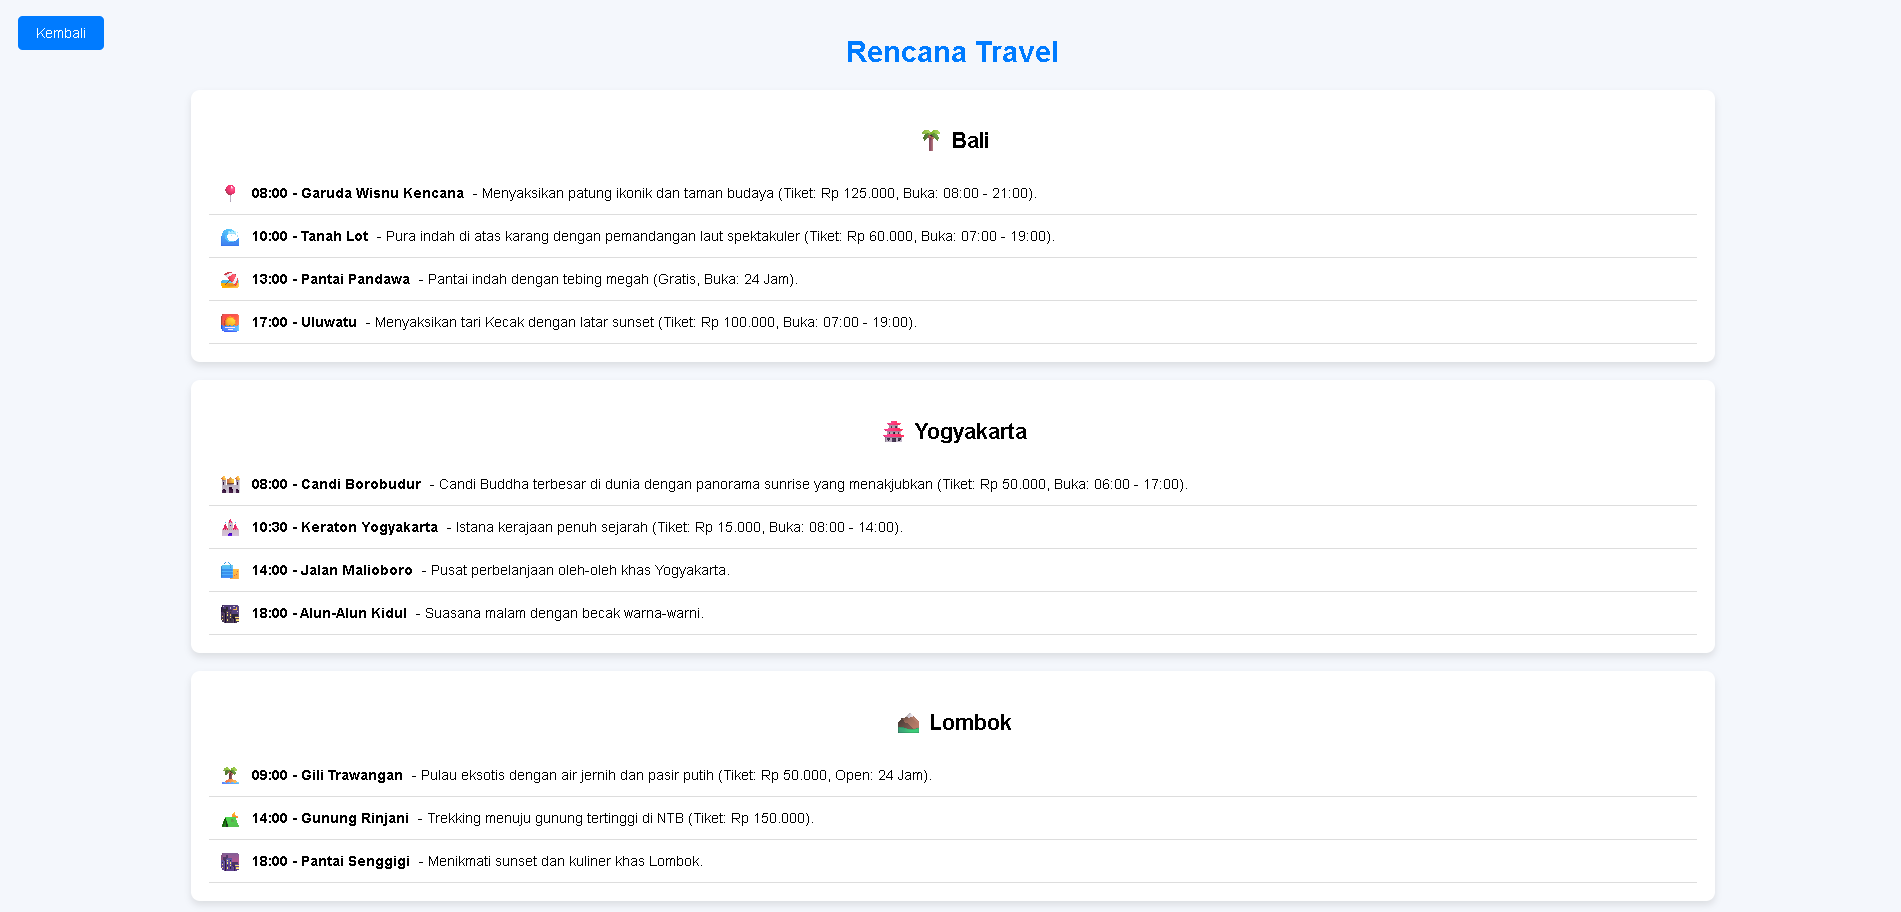 Kembali
Rencana Travel
Bali
08:00 - Garuda Wisnu Kencana - Menyaksikan patung ikonik dan taman budaya (Tiket: Rp 125.000, Buka: 08:00 - 21:00).
10:00 - Tanah Lot - Pura indah di atas karang dengan pemandangan laut spektakuler (Tiket: Rp 60.000, Buka: 07:00 - 19:00).
13:00 - Pantai Pandawa - Pantai indah dengan tebing megah (Gratis, Buka: 24 Jam).
17:00 - Uluwatu - Menyaksikan tari Kecak dengan latar sunset (Tiket: Rp 100.000, Buka: 07:00 - 19:00).
Yogyakarta
08:00 - Candi Borobudur - Candi Buddha terbesar di dunia dengan panorama sunrise yang menakjubkan (Tiket: Rp 50.000, Buka: 06:00 - 17:00).
10:30 - Keraton Yogyakarta - Istana kerajaan penuh sejarah (Tiket: Rp 15.000, Buka: 08:00 - 14:00).
14:00 - Jalan Malioboro - Pusat perbelanjaan oleh-oleh khas Yogyakarta.
18:00 - Alun-Alun Kidul - Suasana malam dengan becak warna-warni.
Lombok
09:00 - Gili Trawangan - Pulau eksotis dengan air jernih dan pasir putih (Tiket: Rp 50.000, Open: 24 Jam).
14:00 - Gunung Rinjani - Trekking menuju gunung tertinggi di NTB (Tiket: Rp 150.000).
18:00 - Pantai Senggigi - Menikmati sunset dan kuliner khas Lombok.